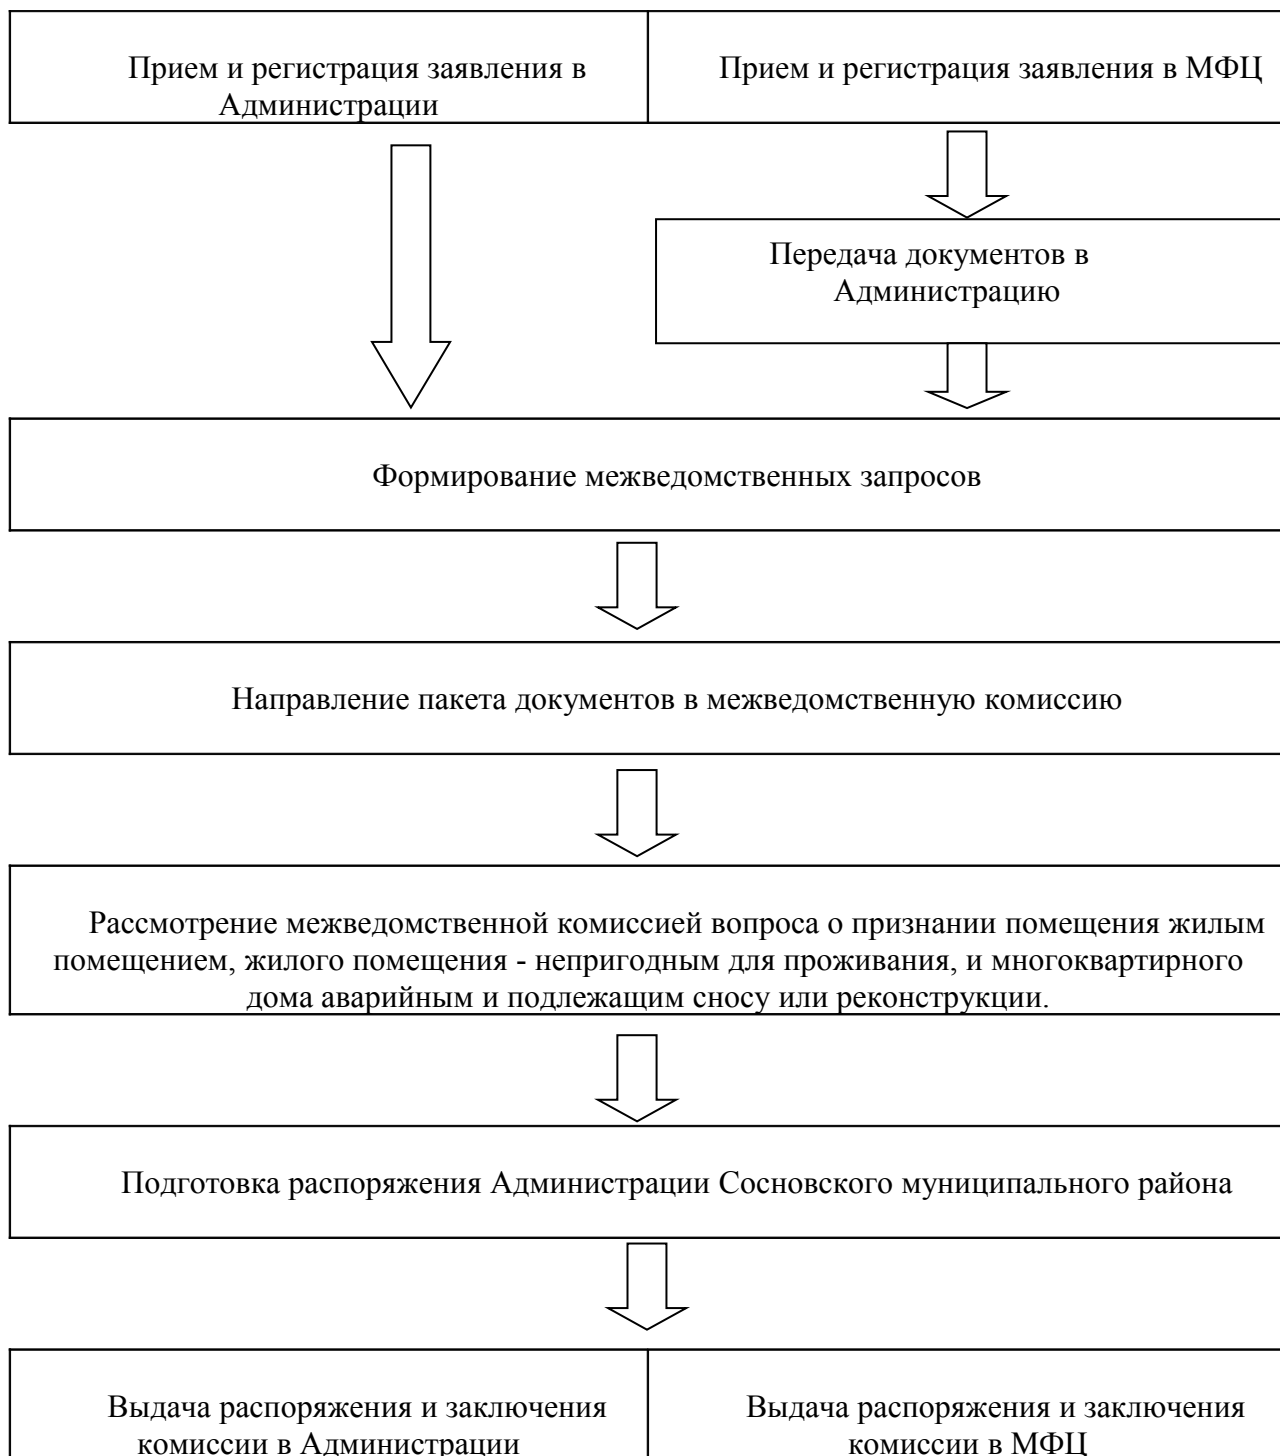 Прием и регистрация заявления в
Администрации
Прием и регистрация заявления в МФЦ
Передача документов в
Администрацию
Формирование межведомственных запросов
Направление пакета документов в межведомственную комиссию
Рассмотрение межведомственной комиссией вопроса о признании помещения жилым
помещением, жилого помещения - непригодным для проживания, и многоквартирного
дома аварийным и подлежащим сносу или реконструкции.
Подготовка распоряжения Администрации Сосновского муниципального района
Выдача распоряжения и заключения
комиссии в Администрации
Выдача распоряжения и заключения
комиссии в МФЦ